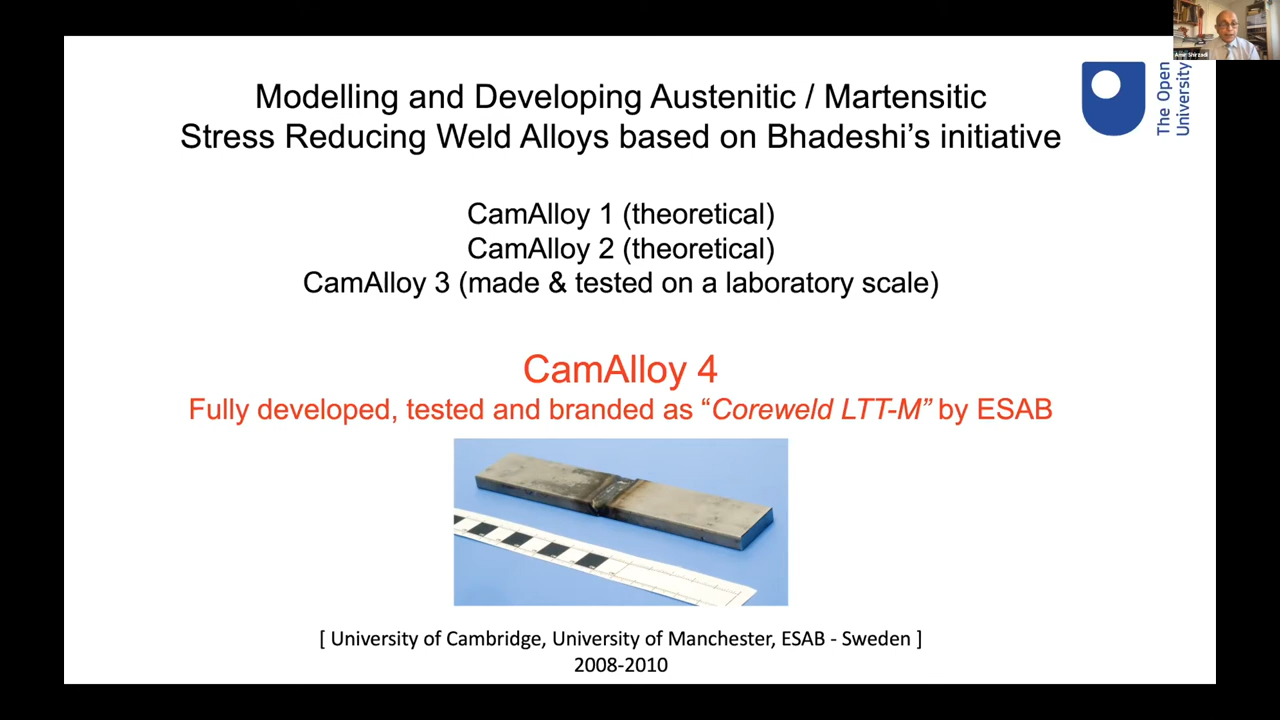 Modelling and Developing Austenitic / Martensitic
Stress Reducing Weld Alloys based on Bhadeshi’s initiative
CamAlloy 1 (theoretical)
CamAlloy 2 (theoretical)
CamAlloy 3 (made & tested on a laboratory scale)
CamAlloy 4
Fully developed, tested and branded as “Coreweld LTT-M” by ESAB
[ University of Cambridge, University of Manchester, ESAB - Sweden ]
2008-2010
The Open
University
Amir Shirzadi